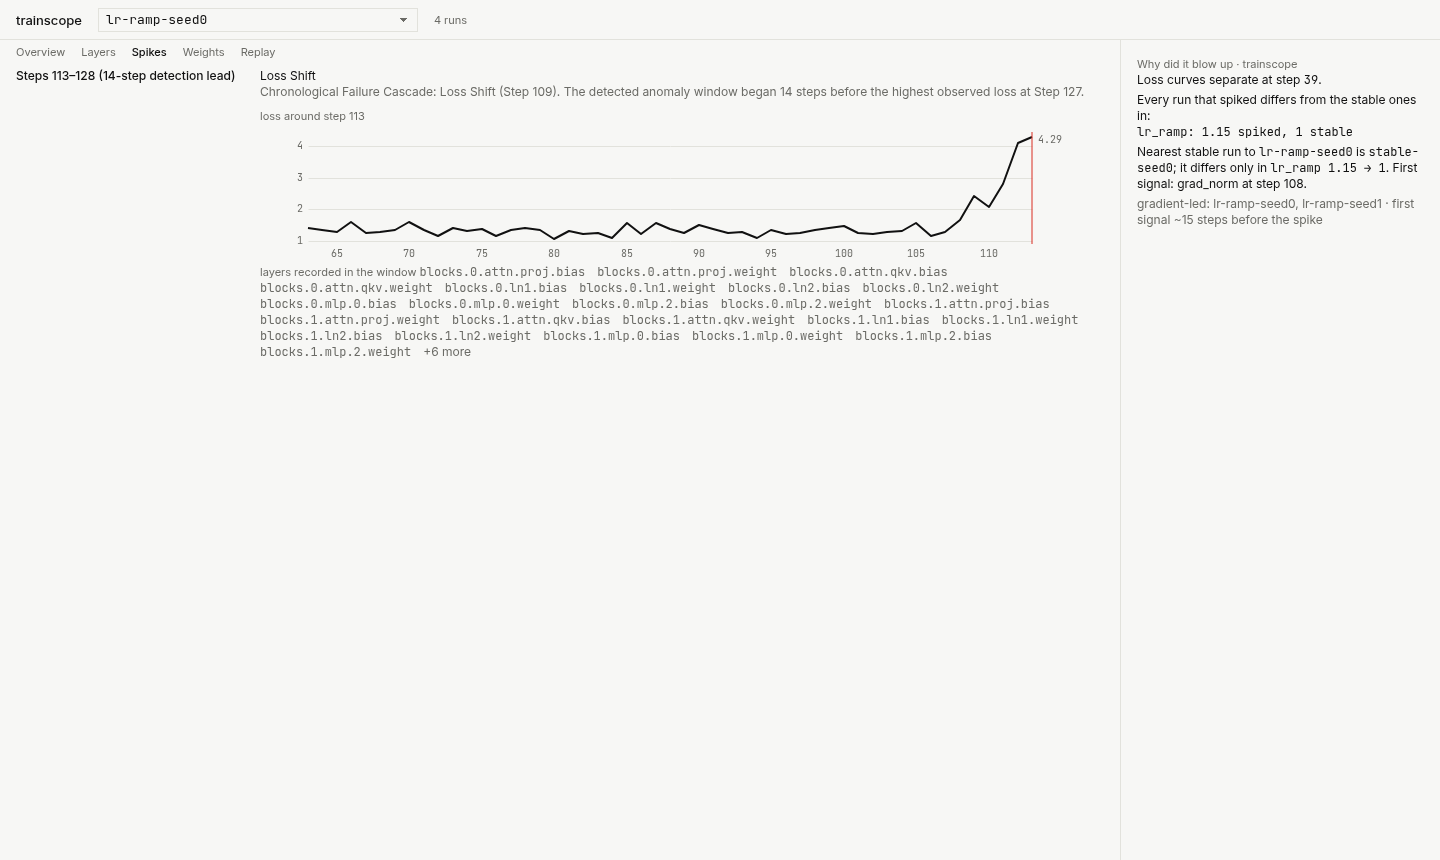 trainscope
lr-ramp-seed0
4 runs
Overview Layers Spikes Weights Replay
Steps 113–128 (14-step detection lead)
Loss Shift
Chronological Failure Cascade: Loss Shift (Step 109). The detected anomaly window began 14 steps before the highest observed loss at Step 127.
loss around step 113
4.29
4
3
2
1
65 70 75 80 85 90 95 100 105 110
layers recorded in the window blocks.0.attn.proj.bias blocks.0.attn.proj.weight blocks.0.attn.qkv.bias
blocks.0.attn.qkv.weight blocks.0.ln1.bias blocks.0.ln1.weight blocks.0.ln2.bias blocks.0.ln2.weight
blocks.0.mlp.0.bias blocks.0.mlp.0.weight blocks.0.mlp.2.bias blocks.0.mlp.2.weight blocks.1.attn.proj.bias
blocks.1.attn.proj.weight blocks.1.attn.qkv.bias blocks.1.attn.qkv.weight blocks.1.ln1.bias blocks.1.ln1.weight
blocks.1.ln2.bias blocks.1.ln2.weight blocks.1.mlp.0.bias blocks.1.mlp.0.weight blocks.1.mlp.2.bias
blocks.1.mlp.2.weight +6 more
Why did it blow up · trainscope
Loss curves separate at step 39.
Every run that spiked differs from the stable ones
in:
lr_ramp: 1.15 spiked, 1 stable
Nearest stable run to lr-ramp-seed0 is stable-
seed0; it differs only in lr_ramp 1.15 → 1. First
signal: grad_norm at step 108.
gradient-led: lr-ramp-seed0, lr-ramp-seed1 · first
signal ~15 steps before the spike